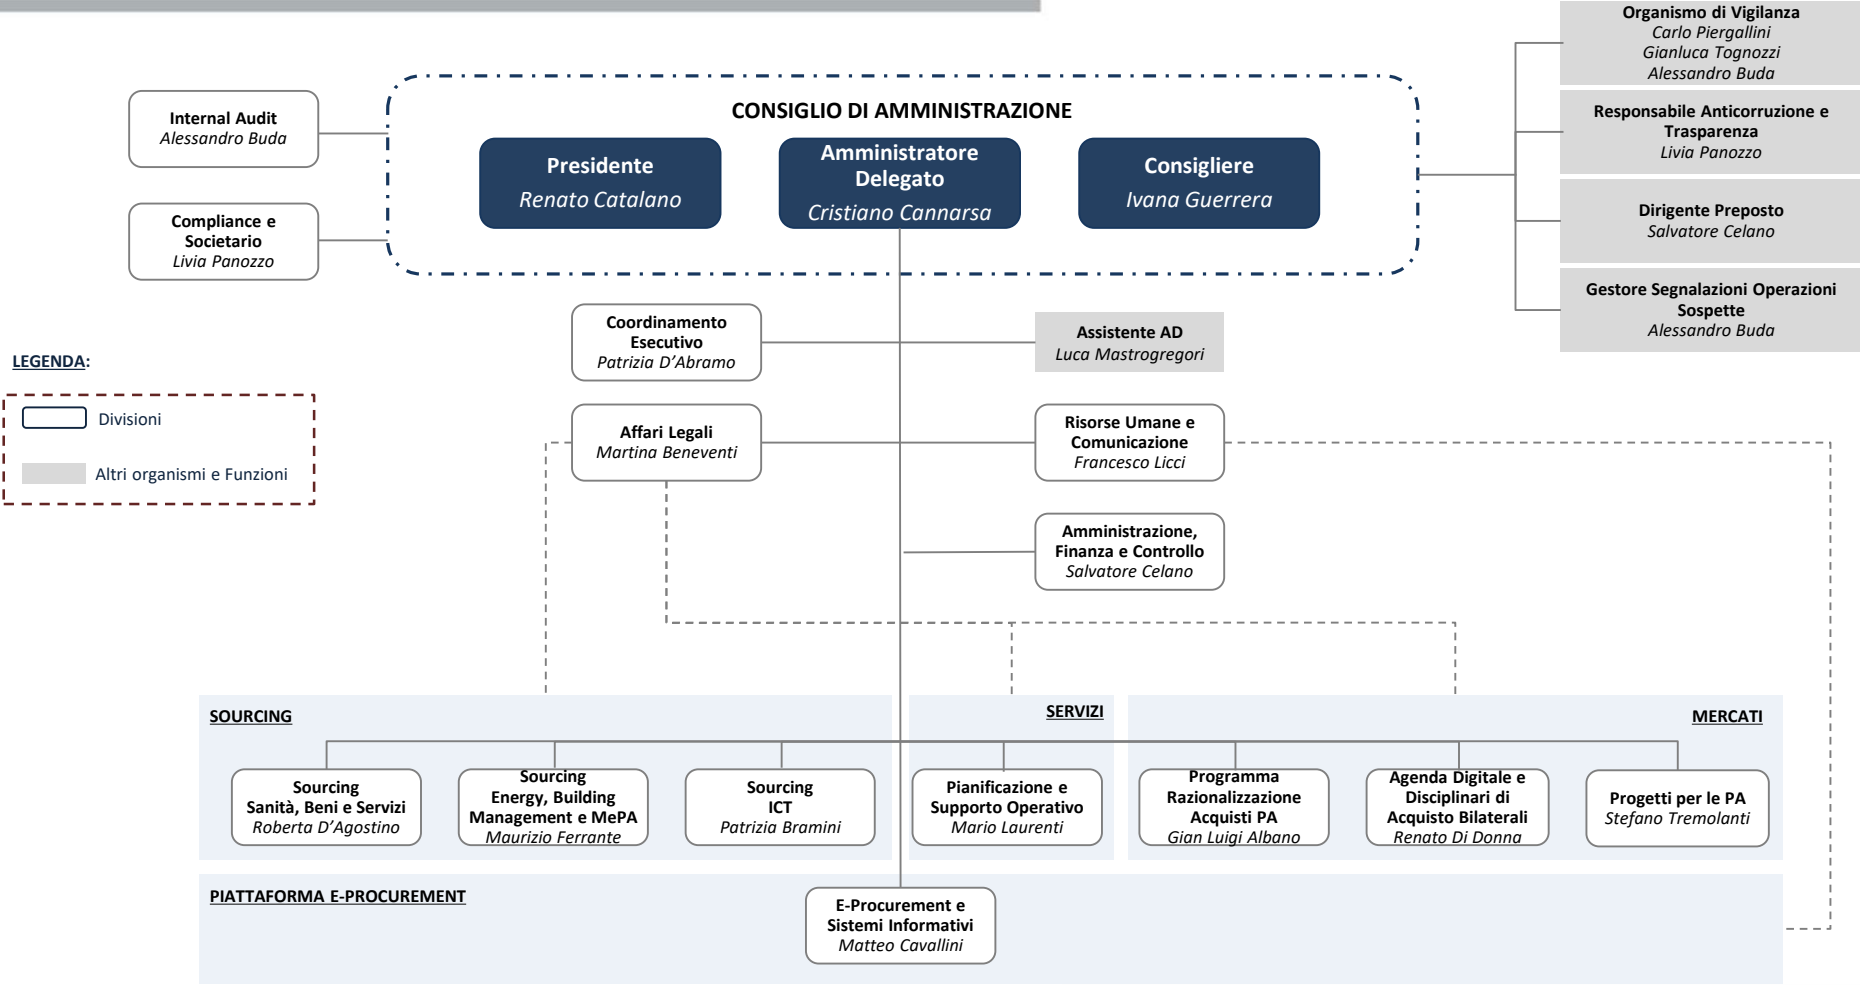 Organismo di Vigilanza
Carlo Piergallini
Gianluca Tognozzi
Alessandro Buda
Responsabile Anticorruzione e
Trasparenza
Livia Panozzo
Dirigente Preposto
Salvatore Celano
Gestore Segnalazioni Operazioni
Sospette
Alessandro Buda
CONSIGLIO DI AMMINISTRAZIONE
Presidente
Renato Catalano
Amministratore
Delegato
Cristiano Cannarsa
Consigliere
Ivana Guerrera
Internal Audit
Alessandro Buda
Compliance e
Societario
Livia Panozzo
Coordinamento
Esecutivo
Patrizia D’Abramo
Assistente AD
Luca Mastrogregori
LEGENDA:
Divisioni
Altri organismi e Funzioni
Affari Legali
Martina Beneventi
Risorse Umane e
Comunicazione
Francesco Licci
Amministrazione,
Finanza e Controllo
Salvatore Celano
SOURCING
Sourcing
Sanità, Beni e Servizi
Roberta D’Agostino
Sourcing
Energy, Building
Management e MePA
Maurizio Ferrante
Sourcing
ICT
Patrizia Bramini
SERVIZI
Pianificazione e
Supporto Operativo
Mario Laurenti
MERCATI
Programma
Razionalizzazione
Acquisti PA
Gian Luigi Albano
Agenda Digitale e
Disciplinari di
Acquisto Bilaterali
Renato Di Donna
Progetti per le PA
Stefano Tremolanti
PIATTAFORMA E-PROCUREMENT
E-Procurement e
Sistemi Informativi
Matteo Cavallini